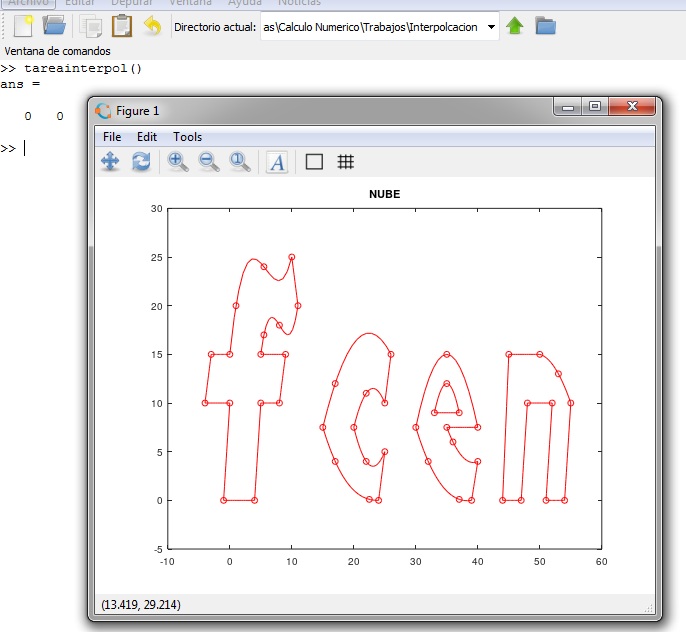 Archivo Editar Depurar Ventana Ayuda Noticias
Directorio actual: as\Calculo Numerico\Trabajos\Interpolcacion
Ventana de comandos
>> tareainterpol()
ans =
0 0
>>
Figure 1
File Edit Tools
A
NUBE
30
25
20
15
10
5
0
-5
-10 0 10 20 30 40 50 60
fcen
(13.419, 29.214)